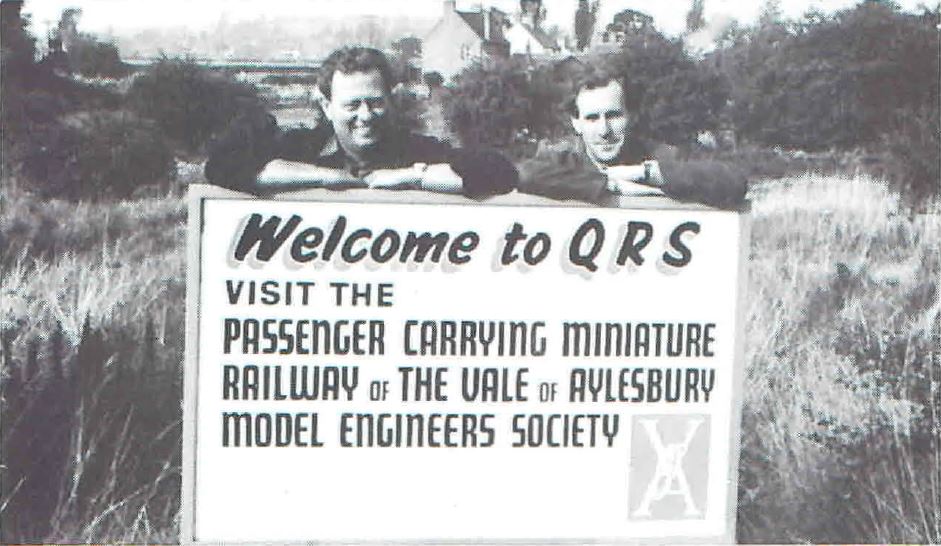 Welcome to QRS
VISIT THE
PASSENGER CARRYING MINIATURE
RAILWAY OF THE VALE OF AYLESBURY
MODEL ENGINEERS SOCIETY